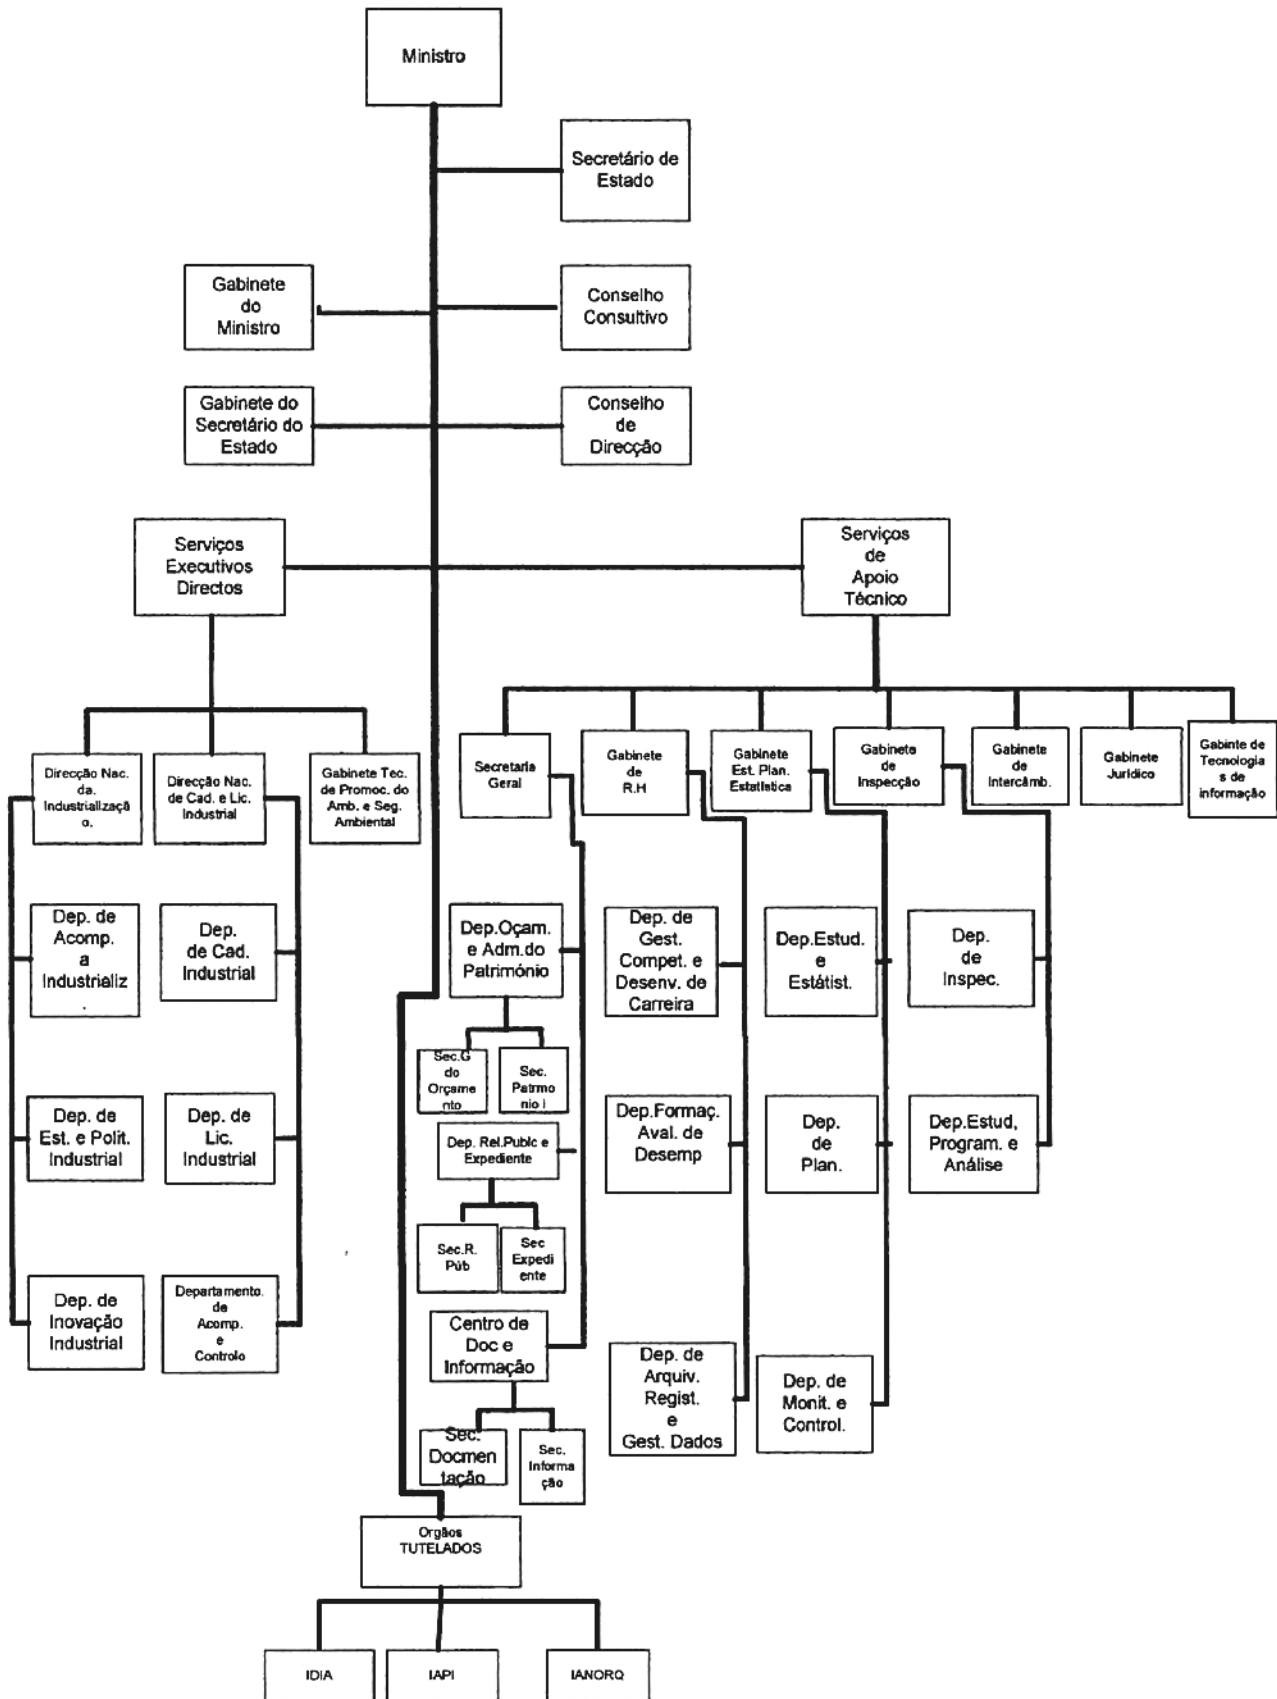 Ministro
Secretário de
Estado
Gabinete
do
Ministro
Conselho
Consultivo
Gabinete do
Secretário do
Estado
Conselho
de
Direcção
Serviços
Executivos
Directos
Serviços
de
Apoio
Técnico
Direcção Nac.
da.
Industrializaçã
o.
Direcção Nac.
de Cad. e Lic.
Industrial
Gabinete Tec.
de Promoc. do
Amb. e Seg.
Ambiental
Secretaria
Geral
Gabinete
de
R.H
Gabinete
Est. Plan.
Estatística
Gabinete
de
Inspecção
Gabinete
de
Intercâmb.
Gabinete
Jurídico
Gabinte de
Tecnologia
s de
informação
Dep. de
Acomp.
a
Industrializ
.
Dep.
de Cad.
Industrial
Dep.Oçam.
e Adm.do
Património
Dep. de
Gest.
Compet. e
Desenv. de
Carreira
Dep.Estud.
e
Estátist.
Dep.
de
Inspec.
Sec.G
do
Orçame
nto
Sec.
Patrmo
nio l
Dep. de
Est. e Polit.
Industrial
Dep. de
Lic.
Industrial
Dep. Rel.Publc e
Expediente
Dep.Formaç.
Aval. de
Desemp
Dep.
de
Plan.
Dep.Estud,
Program. e
Análise
Sec.R.
Púb
Sec
Expedi
ente
Dep. de
Inovação
Industrial
Departamento.
de
Acomp.
e
Controlo
Centro de
Doc e
Informação
Dep. de
Arquiv.
Regist.
e
Gest. Dados
Dep. de
Monit. e
Control.
Sec.
Docmen
tação
Sec.
Informa
ção
Orgãos
TUTELADOS
IDIA
IAPI
IANORQ